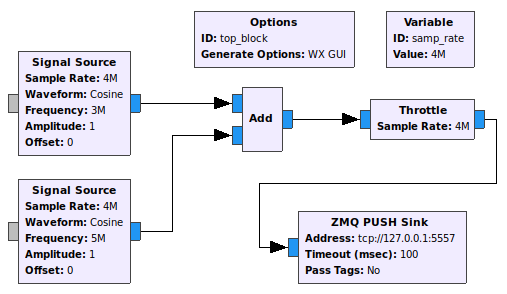 Options
ID: top_block
Generate Options: WX GUI
Variable
ID: samp_rate
Value: 4M
Signal Source
Sample Rate: 4M
Waveform: Cosine
Frequency: 3M
Amplitude: 1
Offset: 0
Add
Throttle
Sample Rate: 4M
Signal Source
Sample Rate: 4M
Waveform: Cosine
Frequency: 5M
Amplitude: 1
Offset: 0
ZMQ PUSH Sink
Address: tcp://127.0.0.1:5557
Timeout (msec): 100
Pass Tags: No